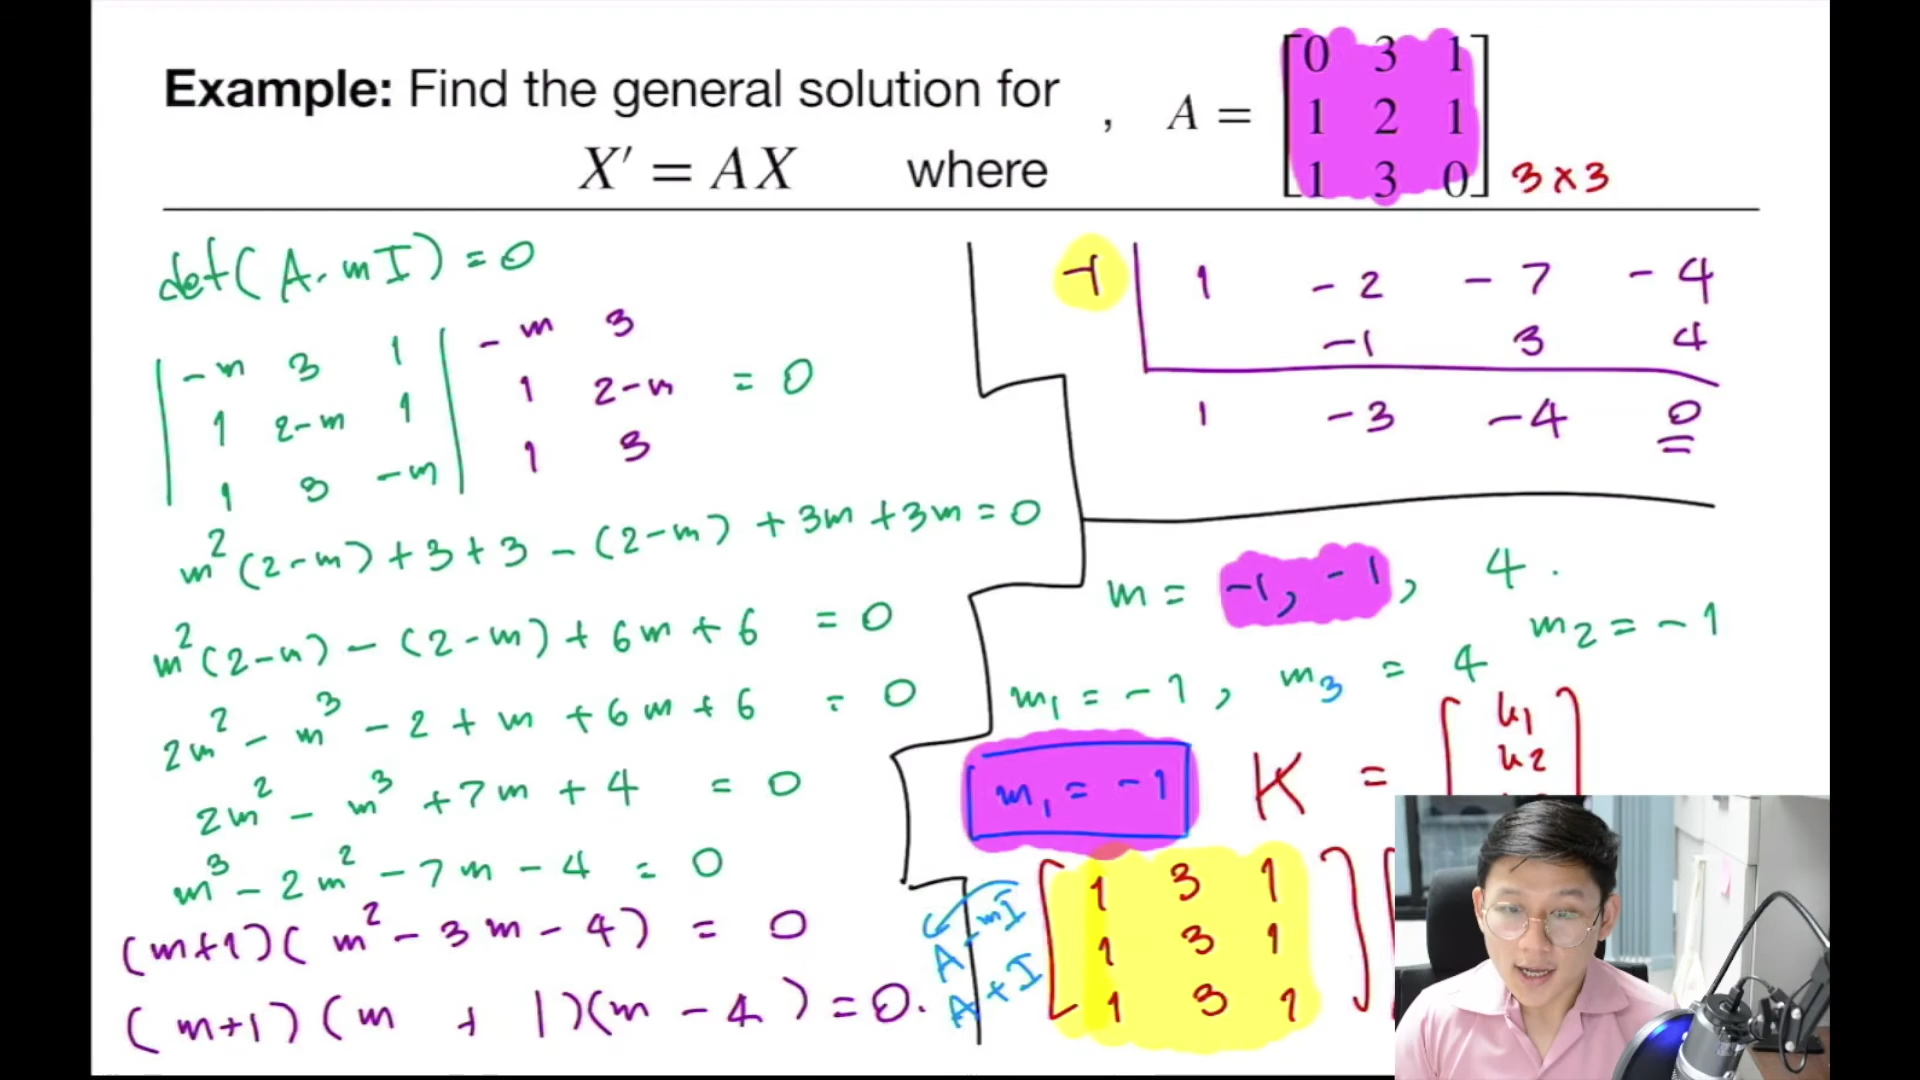 Example: Find the general solution for
X′ = AX where
, A = [0 3 1
1 2 1
1 3 0] 3×3
det(A-mI) = 0
|-m 3 1| -m 3
|1 2-m 1| 1 2-m = 0
|1 3 -m| 1 3
m²(2-m) + 3 + 3 - (2-m) + 3m + 3m = 0
m²(2-m) - (2-m) + 6m + 6 = 0
2m² - m³ - 2 + m + 6m + 6 = 0
2m² - m³ + 7m + 4 = 0
m³ - 2m² - 7m - 4 = 0
(m+1)(m² - 3m - 4) = 0
(m+1)(m + 1)(m - 4) = 0.
-1 | 1 -2 -7 -4
-1 3 4
1 -3 -4 0
m = -1, -1, 4.
m₂ = -1
m₁ = -1, m₃ = 4
m₁ = -1
K = [k1
k2
A-mI
A+I
[1 3 1
1 3 1
1 3 1] [